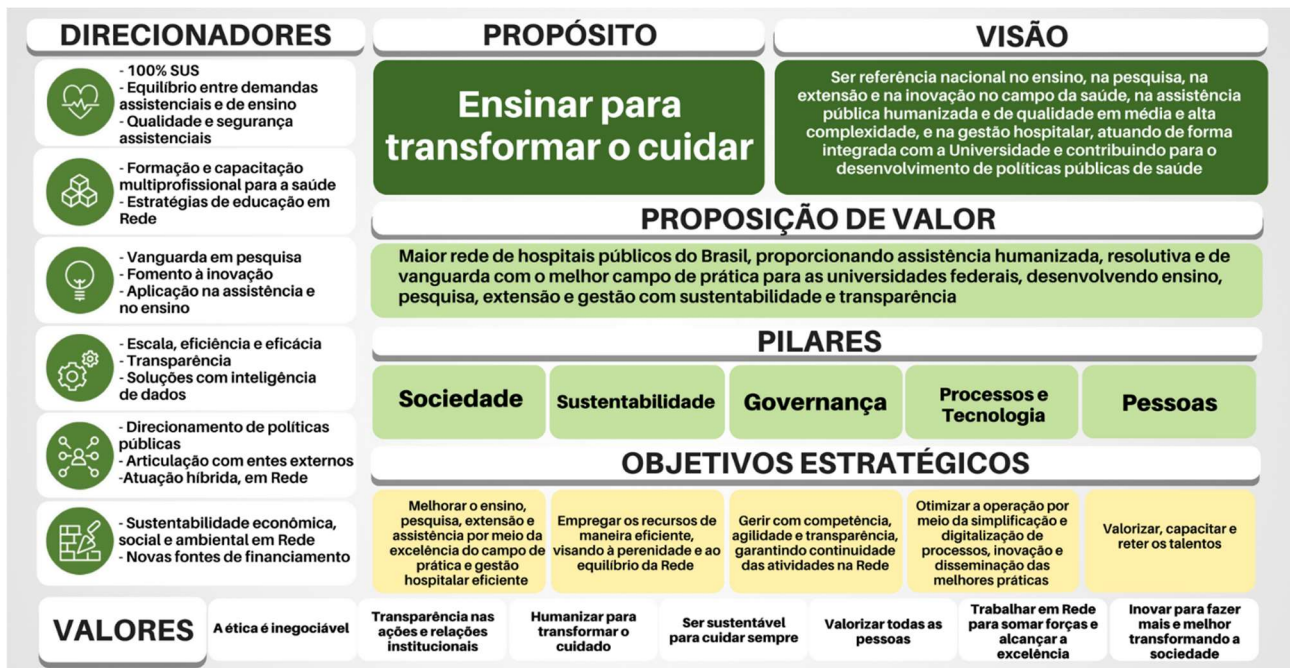 DIRECIONADORES
- 100% SUS
- Equilíbrio entre demandas
assistenciais e de ensino
- Qualidade e segurança
assistenciais
- Formação e capacitação
multiprofissional para a saúde
- Estratégias de educação em
Rede
- Vanguarda em pesquisa
- Fomento à inovação
- Aplicação na assistência e
no ensino
- Escala, eficiência e eficácia
- Transparência
- Soluções com inteligência
de dados
- Direcionamento de políticas
públicas
- Articulação com entes externos
-Atuação híbrida, em Rede
- Sustentabilidade econômica,
social e ambiental em Rede
- Novas fontes de financiamento
PROPÓSITO
Ensinar para
transformar o cuidar
VISÃO
Ser referência nacional no ensino, na pesquisa, na
extensão e na inovação no campo da saúde, na assistência
pública humanizada e de qualidade em média e alta
complexidade, e na gestão hospitalar, atuando de forma
integrada com a Universidade e contribuindo para o
desenvolvimento de políticas públicas de saúde
PROPOSIÇÃO DE VALOR
Maior rede de hospitais públicos do Brasil, proporcionando assistência humanizada, resolutiva e de
vanguarda com o melhor campo de prática para as universidades federais, desenvolvendo ensino,
pesquisa, extensão e gestão com sustentabilidade e transparência
PILARES
Sociedade
Sustentabilidade
Governança
Processos e
Tecnologia
Pessoas
OBJETIVOS ESTRATÉGICOS
Melhorar o ensino,
pesquisa, extensão e
assistência por meio da
excelência do campo de
prática e gestão
hospitalar eficiente
Empregar os recursos de
maneira eficiente,
visando à perenidade e ao
equilíbrio da Rede
Gerir com competência,
agilidade e transparência,
garantindo continuidade
das atividades na Rede
Otimizar a operação por
meio da simplificação e
digitalização de
processos, inovação e
disseminação das
melhores práticas
Valorizar, capacitar e
reter os talentos
VALORES
A ética é inegociável
Transparência nas
ações e relações
institucionais
Humanizar para
transformar o
cuidado
Ser sustentável
para cuidar sempre
Valorizar todas as
pessoas
Trabalhar em Rede
para somar forças e
alcançar a
excelência
Inovar para fazer
mais e melhor
transformando a
sociedade